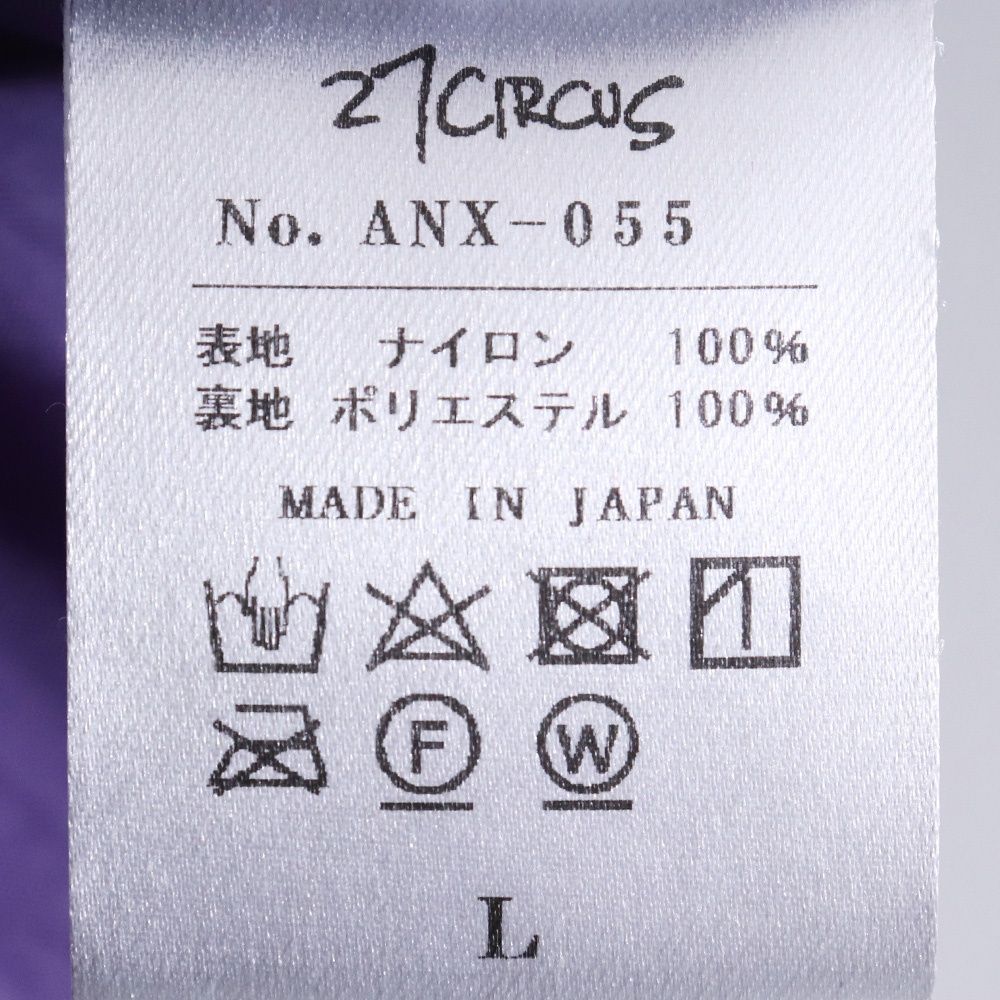 27CIRCUS
No. ANX-055
表地 ナイロン 100%
裏地 ポリエステル 100%
MADE IN JAPAN
F W
L